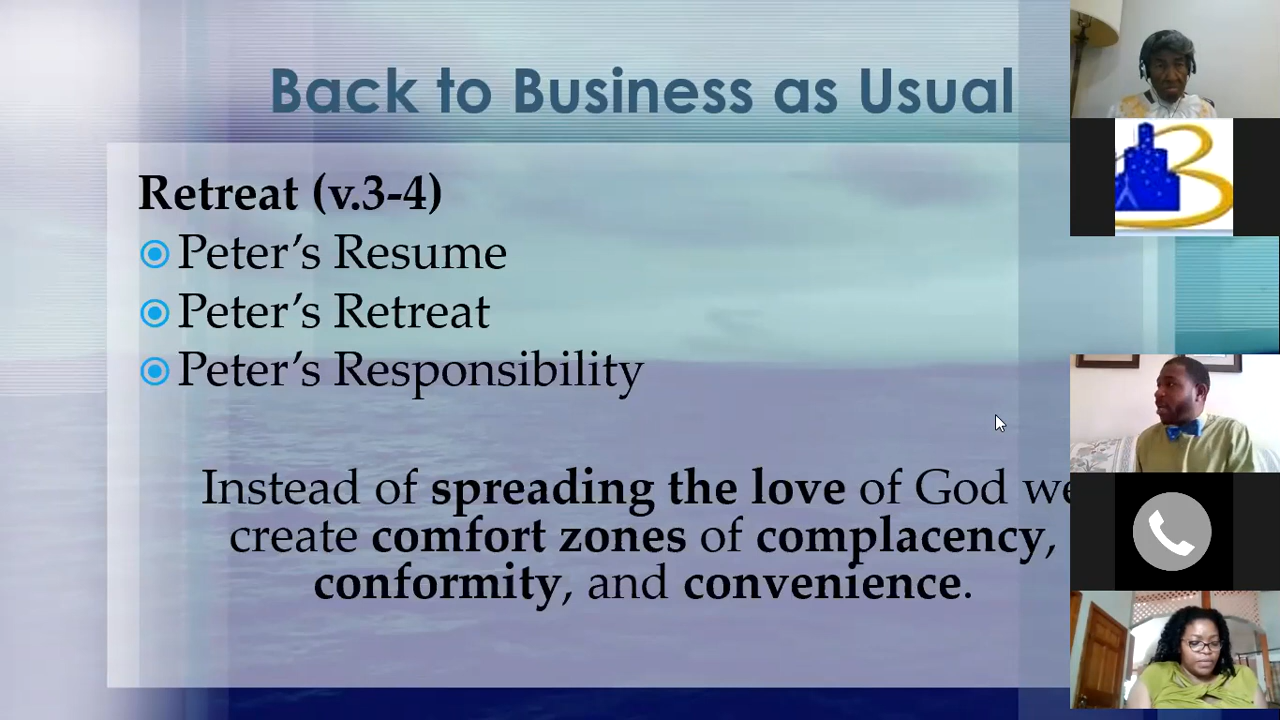 Back to Business as Usual
Retreat (v.3-4)
Peter’s Resume
Peter’s Retreat
Peter’s Responsibility
Instead of spreading the love of God we
create comfort zones of complacency,
conformity, and convenience.